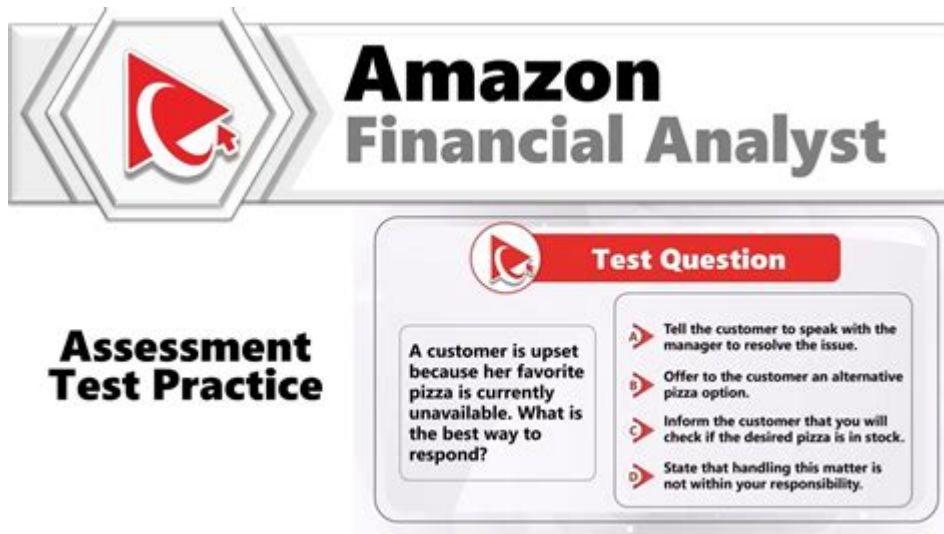 Amazon
Financial Analyst
Assessment
Test Practice
Test Question
A customer is upset
because her favorite
pizza is currently
unavailable. What is
the best way to
respond?
A Tell the customer to speak with the
manager to resolve the issue.
B Offer to the customer an alternative
pizza option.
C Inform the customer that you will
check if the desired pizza is in stock.
D State that handling this matter is
not within your responsibility.